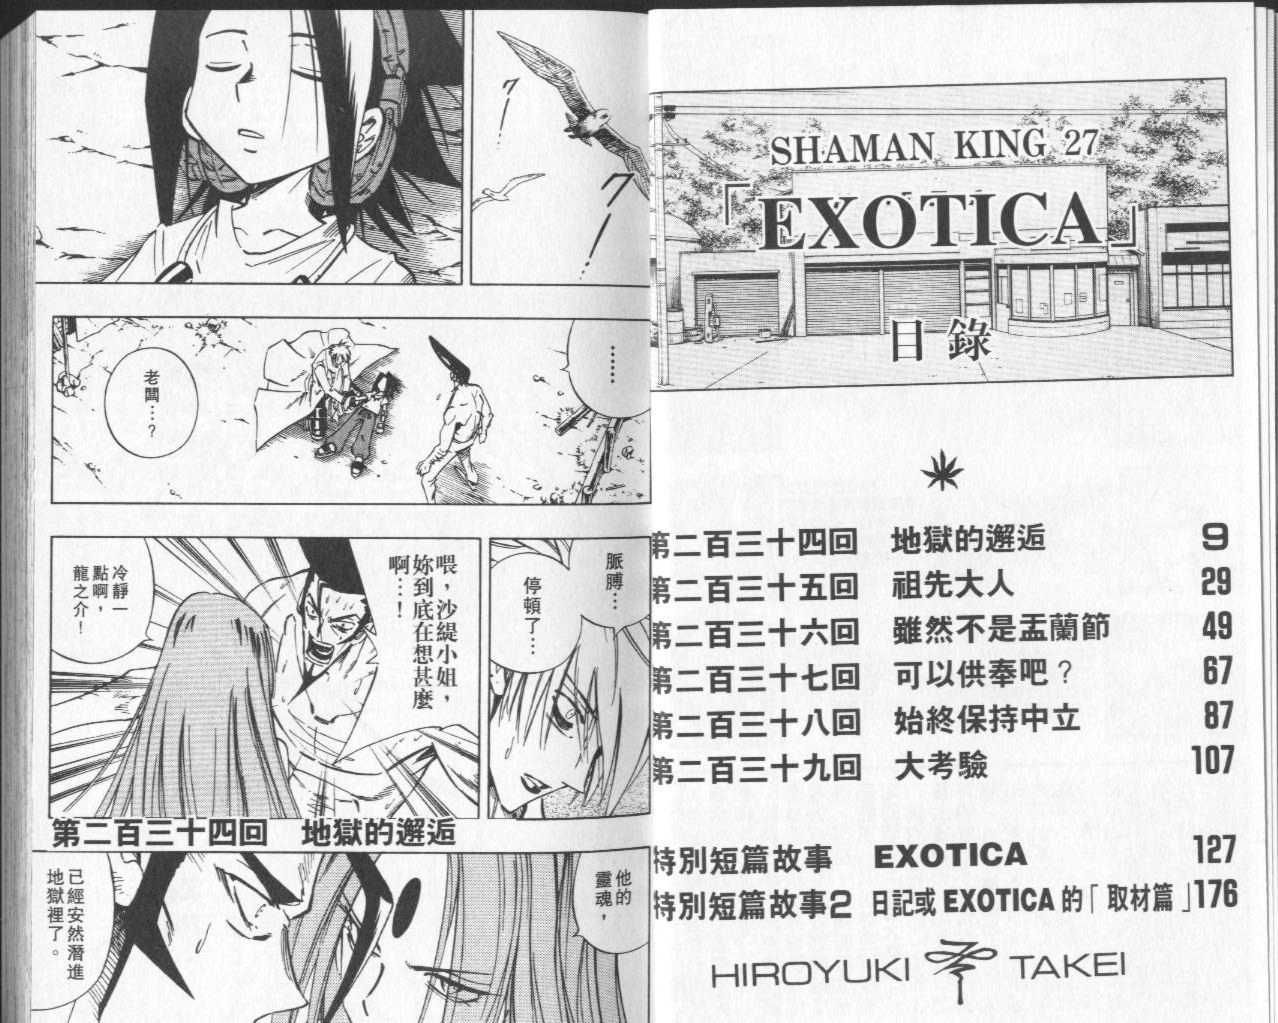 SHAMAN KING 27
「EXOTICA」
目錄
第二百三十四回 地獄的邂逅 9
第二百三十五回 祖先大人 29
第二百三十六回 雖然不是盂蘭節 49
第二百三十七回 可以供奉吧？ 67
第二百三十八回 始終保持中立 87
第二百三十九回 大考驗 107
特別短篇故事 EXOTICA 127
特別短篇故事2 日記或EXOTICA的「取材篇」176
HIROYUKI TAKEI
クッ
クッ
……
老闆…？
脈膊…
停頓了…
喂，沙緹小姐，
妳到底在想甚麼
啊…！
冷靜一
點啊，
龍之介！
第二百三十四回 地獄的邂逅
他的
靈魂，
已經安然潛進
地獄裡了。